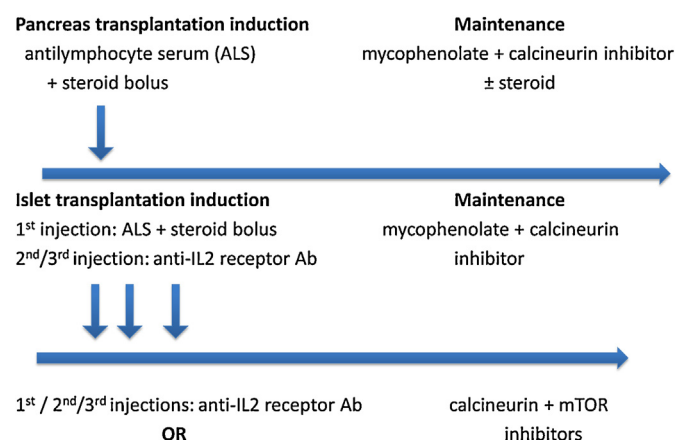 Pancreas transplantation induction
Maintenance
antilymphocyte serum (ALS)
mycophenolate + calcineurin inhibitor
+ steroid bolus
± steroid
Islet transplantation induction
Maintenance
1st injection: ALS + steroid bolus
mycophenolate + calcineurin
2nd/3rd injection: anti-IL2 receptor Ab
inhibitor
1st / 2nd/3rd injections: anti-IL2 receptor Ab
calcineurin + mTOR
OR
inhibitors